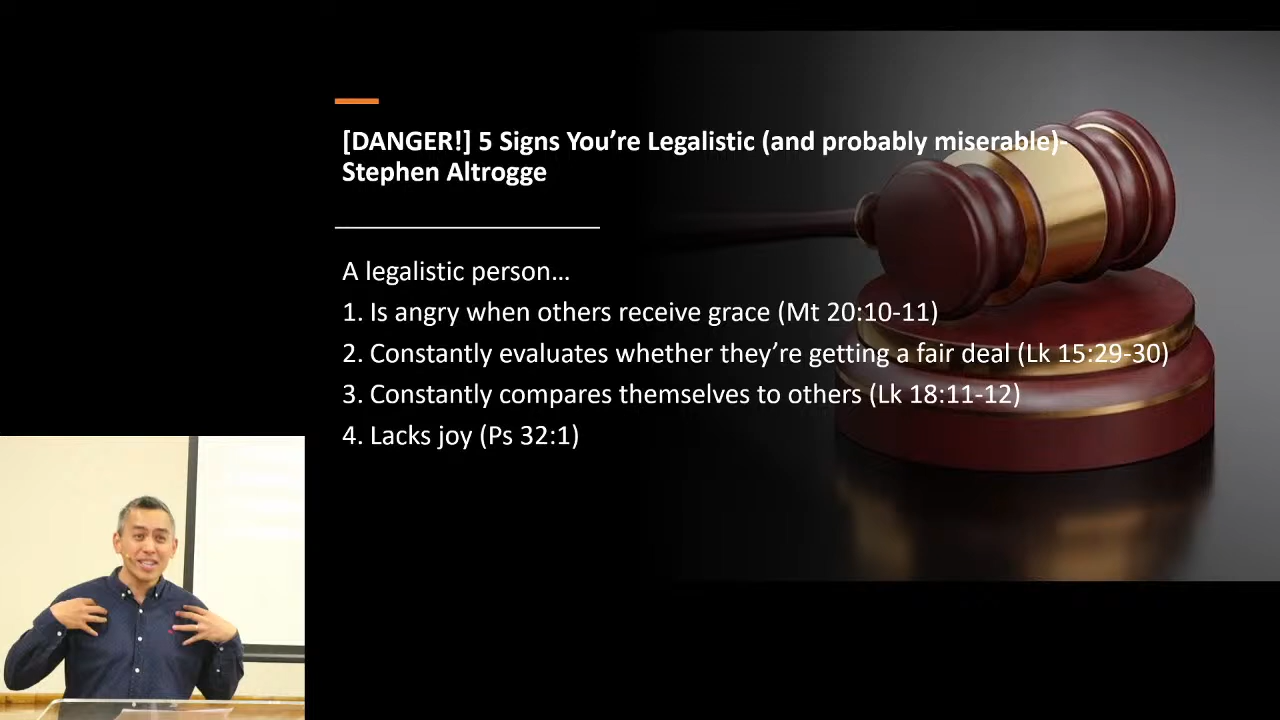 [DANGER!] 5 Signs You’re Legalistic (and probably miserable)-
Stephen Altrogge
A legalistic person…
1. Is angry when others receive grace (Mt 20:10-11)
2. Constantly evaluates whether they’re getting a fair deal (Lk 15:29-30)
3. Constantly compares themselves to others (Lk 18:11-12)
4. Lacks joy (Ps 32:1)